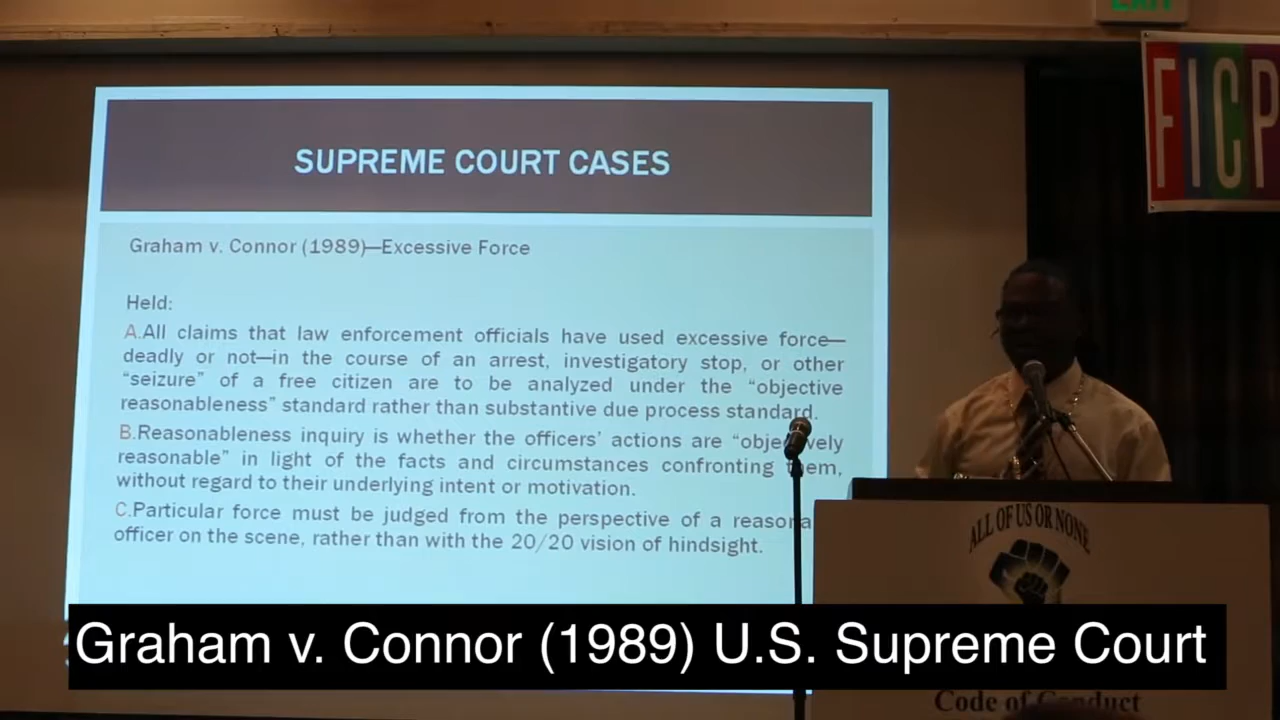 EXIT
FICP
SUPREME COURT CASES
Graham v. Connor (1989)—Excessive Force
Held:
A.All claims that law enforcement officials have used excessive force—
deadly or not—in the course of an arrest, investigatory stop, or other
“seizure” of a free citizen are to be analyzed under the “objective
reasonableness” standard rather than substantive due process standard.
B.Reasonableness inquiry is whether the officers’ actions are “objectively
reasonable” in light of the facts and circumstances confronting them,
without regard to their underlying intent or motivation.
C.Particular force must be judged from the perspective of a
officer on the scene, rather than with the 20/20 vision of hindsight.
ALL OF US OR NONE
Graham v. Connor (1989) U.S. Supreme Court
Code of Conduct